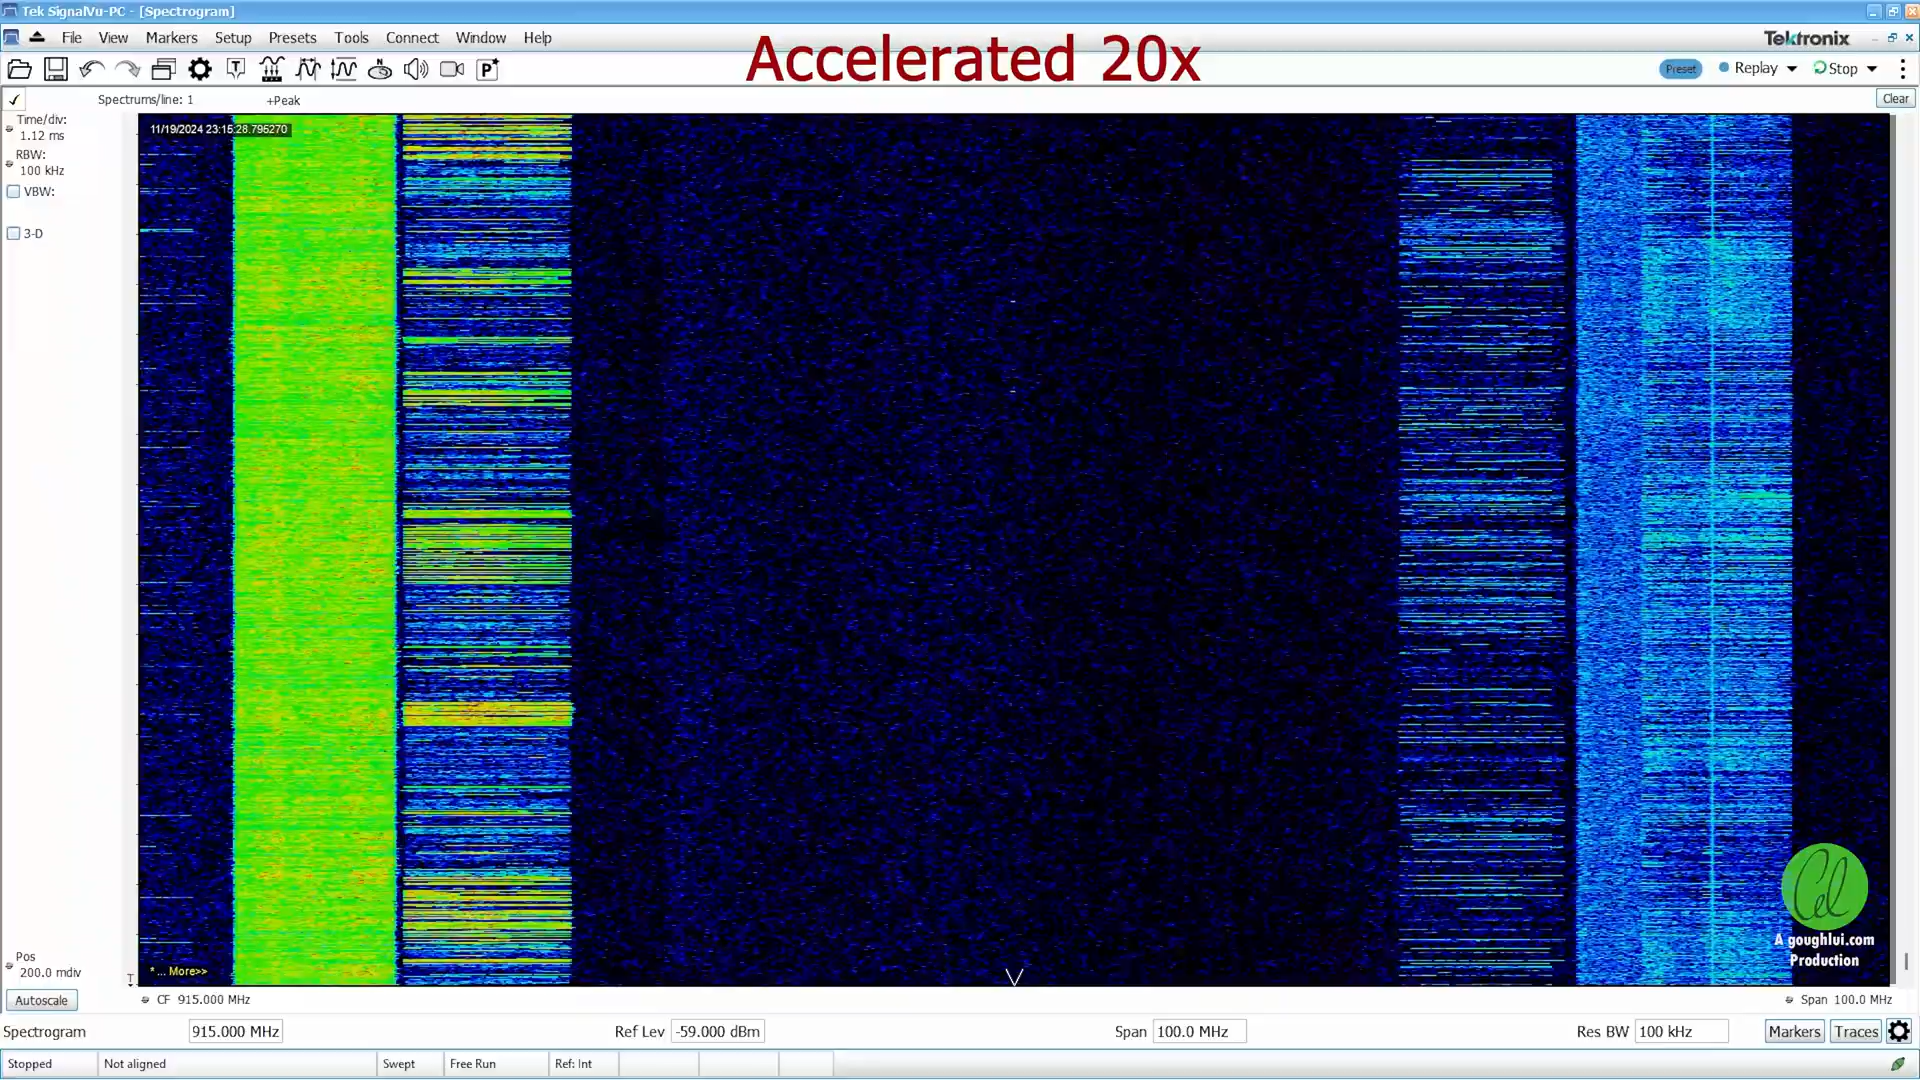 Tek SignalVu-PC - [Spectrogram]
File View Markers Setup Presets Tools Connect Window Help
Accelerated 20x
Tektronix
Preset Replay Stop
Spectrums/line: 1 +Peak
Clear
Time/div:
1.12 ms
RBW:
100 kHz
VBW:
3-D
11/19/2024 23:15:28.796270
A goughlui.com
Production
Pos
200.0 mdiv
* ... More>>
T
Autoscale
CF 915.000 MHz
Span 100.0 MHz
Spectrogram 915.000 MHz Ref Lev -59.000 dBm Span 100.0 MHz Res BW 100 kHz Markers Traces
Stopped Not aligned Swept Free Run Ref: Int